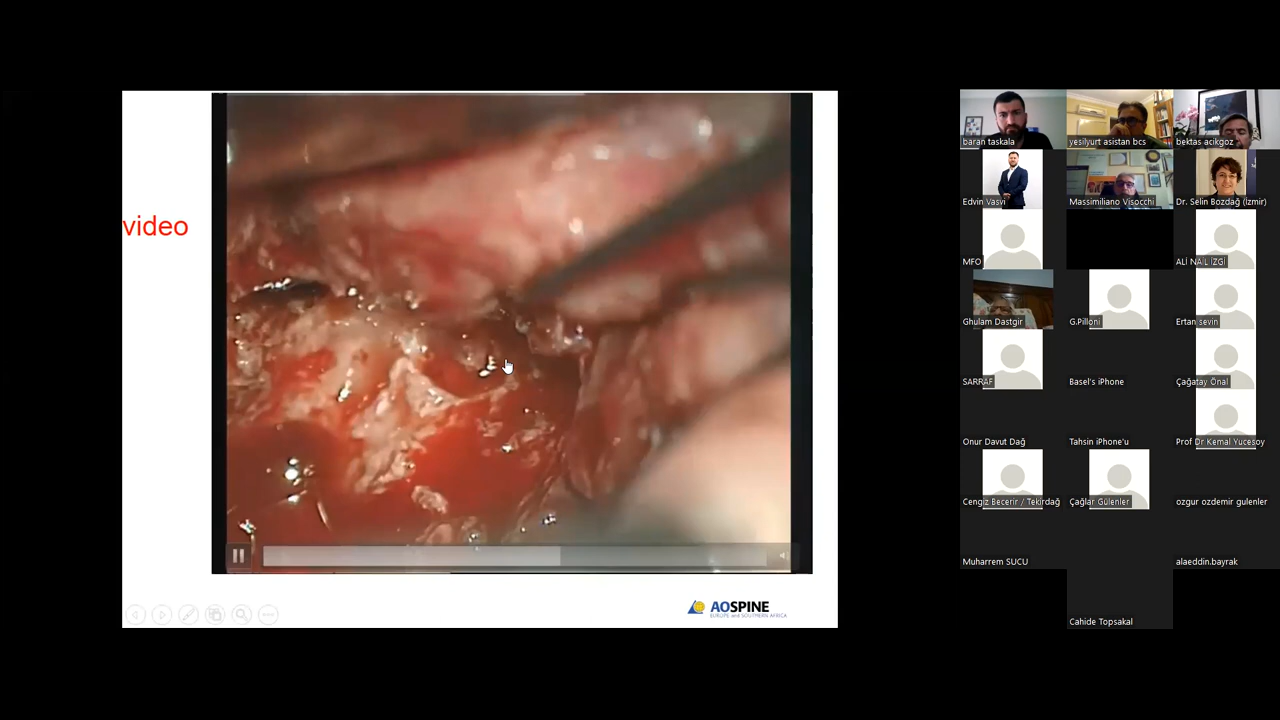 video
AOSPINE
EUROPE and SOUTHERN AFRICA
baran taskala
yesilyurt asistan bcs
bektas acikgoz
Edvin Vasvi
Massimiliano Visocchi
Dr. Selin Bozdağ (İzmir)
MFO
ALİ NAİL İZGİ
Ghulam Dastgir
G.Pilloni
Ertan sevin
SARRAF
Basel's iPhone
Çağatay Önal
Onur Davut Dağ
Tahsin iPhone'u
Prof Dr Kemal Yucesoy
Cengiz Becerir / Tekirdağ
Çağlar Gülenler
ozgur ozdemir gulenler
Muharrem SUCU
alaeddin.bayrak
Cahide Topsakal